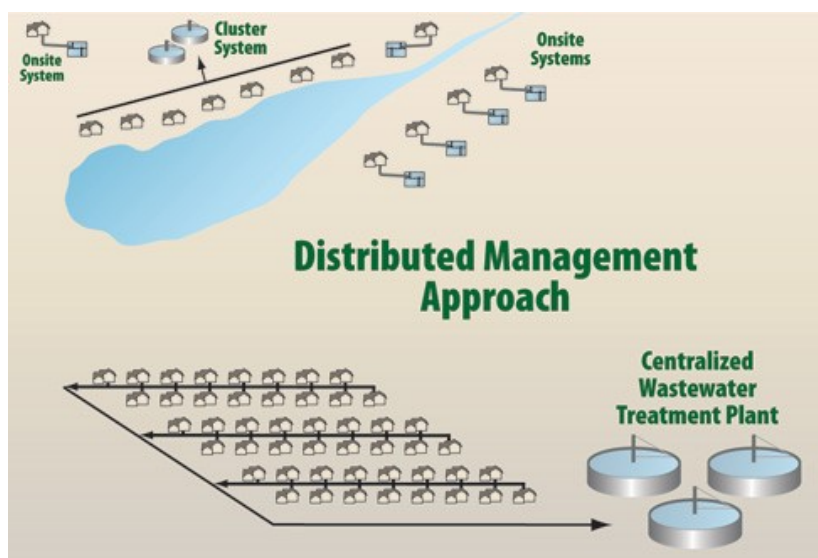 Cluster
System
Onsite
System
Onsite
Systems
Distributed Management
Approach
Centralized
Wastewater
Treatment Plant